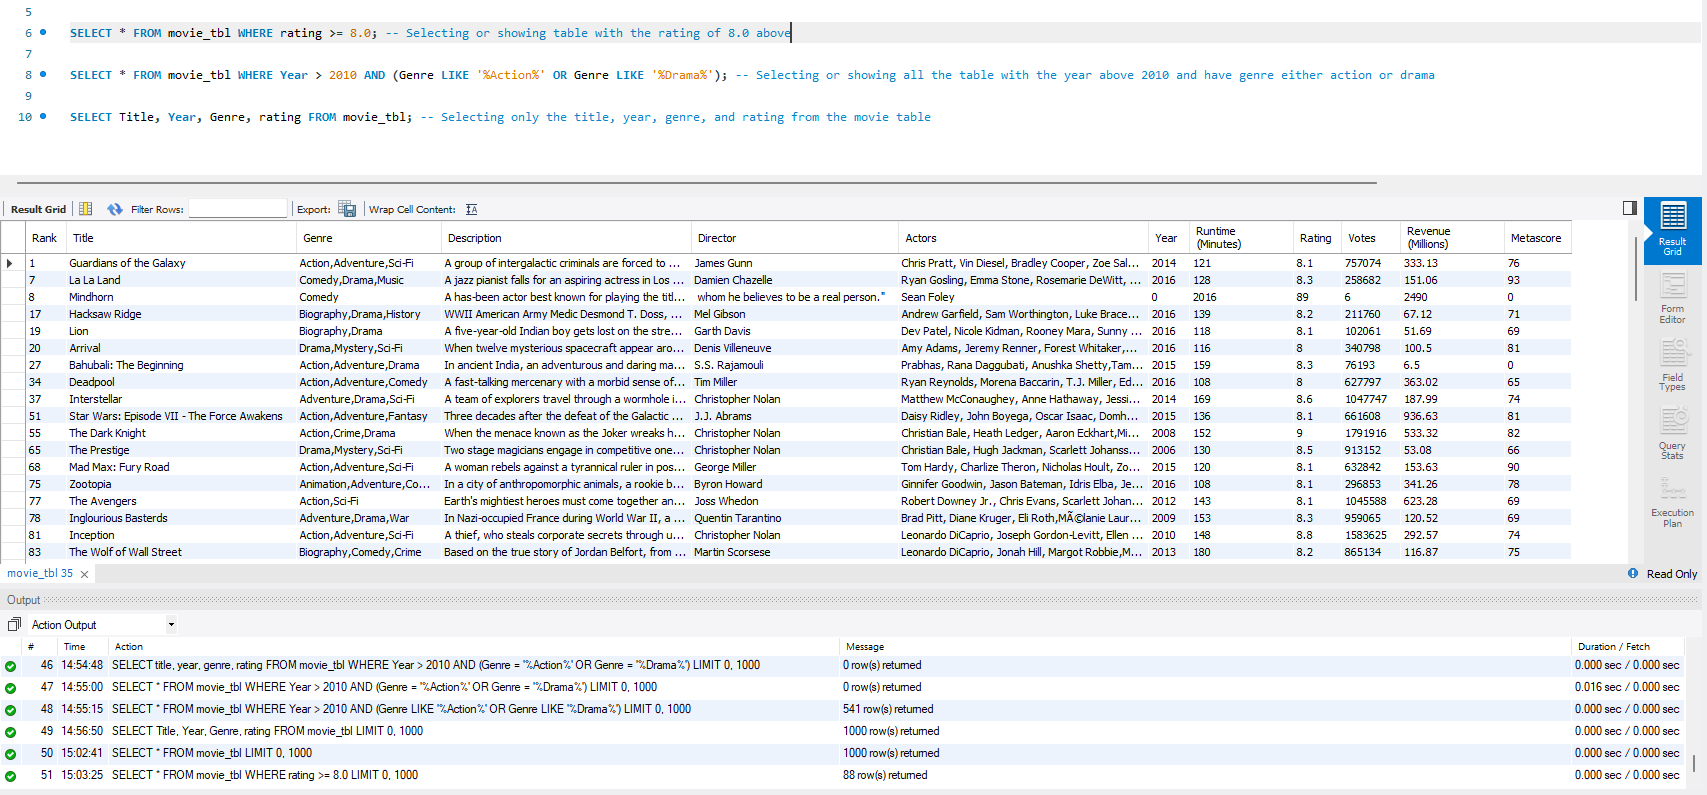 5
6 SELECT * FROM movie_tbl WHERE rating >= 8.0; -- Selecting or showing table with the rating of 8.0 above
7
8 SELECT * FROM movie_tbl WHERE Year > 2010 AND (Genre LIKE '%Action%' OR Genre LIKE '%Drama%'); -- Selecting or showing all the table with the year above 2010 and have genre either action or drama
9
10 SELECT Title, Year, Genre, rating FROM movie_tbl; -- Selecting only the title, year, genre, and rating from the movie table
Result Grid Filter Rows: Export: Wrap Cell Content:
Rank Title Genre Description Director Actors Year Runtime (Minutes) Rating Votes Revenue (Millions) Metascore
1 Guardians of the Galaxy Action,Adventure,Sci-Fi A group of intergalactic criminals are forced to ... James Gunn Chris Pratt, Vin Diesel, Bradley Cooper, Zoe Sal... 2014 121 8.1 757074 333.13 76
7 La La Land Comedy,Drama,Music A jazz pianist falls for an aspiring actress in Los ... Damien Chazelle Ryan Gosling, Emma Stone, Rosemarie DeWitt, ... 2016 128 8.3 258682 151.06 93
8 Mindhorn Comedy A has-been actor best known for playing the titl... whom he believes to be a real person." Sean Foley 0 2016 89 6 2490 0
17 Hacksaw Ridge Biography,Drama,History WWII American Army Medic Desmond T. Doss, ... Mel Gibson Andrew Garfield, Sam Worthington, Luke Brace... 2016 139 8.2 211760 67.12 71
19 Lion Biography,Drama A five-year-old Indian boy gets lost on the stre... Garth Davis Dev Patel, Nicole Kidman, Rooney Mara, Sunny ... 2016 118 8.1 102061 51.69 69
20 Arrival Drama,Mystery,Sci-Fi When twelve mysterious spacecraft appear aro... Denis Villeneuve Amy Adams, Jeremy Renner, Forest Whitaker,... 2016 116 8 340798 100.5 81
27 Bahubali: The Beginning Action,Adventure,Drama In ancient India, an adventurous and daring ma... S.S. Rajamouli Prabhas, Rana Daggubati, Anushka Shetty,Tam... 2015 159 8.3 76193 6.5 0
34 Deadpool Action,Adventure,Comedy A fast-talking mercenary with a morbid sense of... Tim Miller Ryan Reynolds, Morena Baccarin, T.J. Miller, Ed... 2016 108 8 627797 363.02 65
37 Interstellar Adventure,Drama,Sci-Fi A team of explorers travel through a wormhole i... Christopher Nolan Matthew McConaughey, Anne Hathaway, Jessi... 2014 169 8.6 1047747 187.99 74
51 Star Wars: Episode VII - The Force Awakens Action,Adventure,Fantasy Three decades after the defeat of the Galactic ... J.J. Abrams Daisy Ridley, John Boyega, Oscar Isaac, Domh... 2015 136 8.1 661608 936.63 81
55 The Dark Knight Action,Crime,Drama When the menace known as the Joker wreaks h... Christopher Nolan Christian Bale, Heath Ledger, Aaron Eckhart,Mi... 2008 152 9 1791916 533.32 82
65 The Prestige Drama,Mystery,Sci-Fi Two stage magicians engage in competitive one... Christopher Nolan Christian Bale, Hugh Jackman, Scarlett Johanss... 2006 130 8.5 913152 53.08 66
68 Mad Max: Fury Road Action,Adventure,Sci-Fi A woman rebels against a tyrannical ruler in pos... George Miller Tom Hardy, Charlize Theron, Nicholas Hoult, Zo... 2015 120 8.1 632842 153.63 90
75 Zootopia Animation,Adventure,Co... In a city of anthropomorphic animals, a rookie b... Byron Howard Ginnifer Goodwin, Jason Bateman, Idris Elba, Je... 2016 108 8.1 296853 341.26 78
77 The Avengers Action,Sci-Fi Earth's mightiest heroes must come together an... Joss Whedon Robert Downey Jr., Chris Evans, Scarlett Johan... 2012 143 8.1 1045588 623.28 69
78 Inglourious Basterds Adventure,Drama,War In Nazi-occupied France during World War II, a ... Quentin Tarantino Brad Pitt, Diane Kruger, Eli Roth,MÃ©lanie Laur... 2009 153 8.3 959065 120.52 69
81 Inception Action,Adventure,Sci-Fi A thief, who steals corporate secrets through u... Christopher Nolan Leonardo DiCaprio, Joseph Gordon-Levitt, Ellen ... 2010 148 8.8 1583625 292.57 74
83 The Wolf of Wall Street Biography,Comedy,Crime Based on the true story of Jordan Belfort, from ... Martin Scorsese Leonardo DiCaprio, Jonah Hill, Margot Robbie,M... 2013 180 8.2 865134 116.87 75
Result Grid
Form Editor
Field Types
Query Stats
Execution Plan
movie_tbl 35 Read Only
Output
Action Output
# Time Action Message Duration / Fetch
46 14:54:48 SELECT title, year, genre, rating FROM movie_tbl WHERE Year > 2010 AND (Genre = '%Action%' OR Genre = '%Drama%') LIMIT 0, 1000 0 row(s) returned 0.000 sec / 0.000 sec
47 14:55:00 SELECT * FROM movie_tbl WHERE Year > 2010 AND (Genre = '%Action%' OR Genre = '%Drama%') LIMIT 0, 1000 0 row(s) returned 0.016 sec / 0.000 sec
48 14:55:15 SELECT * FROM movie_tbl WHERE Year > 2010 AND (Genre LIKE '%Action%' OR Genre LIKE '%Drama%') LIMIT 0, 1000 541 row(s) returned 0.000 sec / 0.000 sec
49 14:56:50 SELECT Title, Year, Genre, rating FROM movie_tbl LIMIT 0, 1000 1000 row(s) returned 0.000 sec / 0.000 sec
50 15:02:41 SELECT * FROM movie_tbl LIMIT 0, 1000 1000 row(s) returned 0.000 sec / 0.000 sec
51 15:03:25 SELECT * FROM movie_tbl WHERE rating >= 8.0 LIMIT 0, 1000 88 row(s) returned 0.000 sec / 0.000 sec